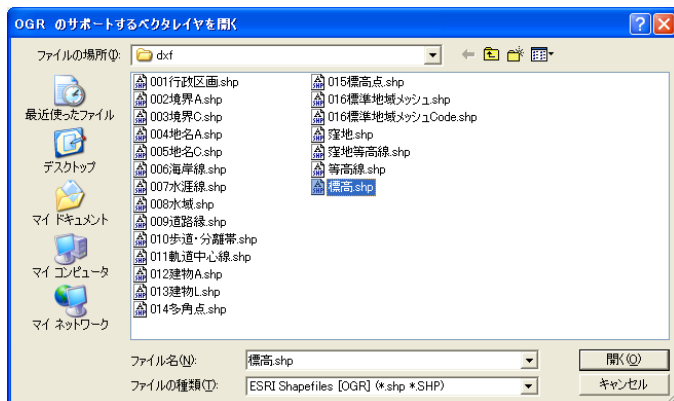 OGR のサポートするベクタレイヤを開く
ファイルの場所(I):
dxf
最近使ったファイル
デスクトップ
マイ ドキュメント
マイ コンピュータ
マイ ネットワーク
001行政区画.shp
002境界A.shp
003境界C.shp
004地名A.shp
005地名C.shp
006海岸線.shp
007水涯線.shp
008水域.shp
009道路縁.shp
010歩道・分離帯.shp
011軌道中心線.shp
012建物A.shp
013建物L.shp
014多角点.shp
015標高点.shp
016標準地域メッシュ.shp
016標準地域メッシュCode.shp
窪地.shp
窪地等高線.shp
等高線.shp
標高.shp
ファイル名(N):
標高.shp
開く(O)
ファイルの種類(T):
ESRI Shapefiles [OGR] (*.shp *.SHP)
キャンセル